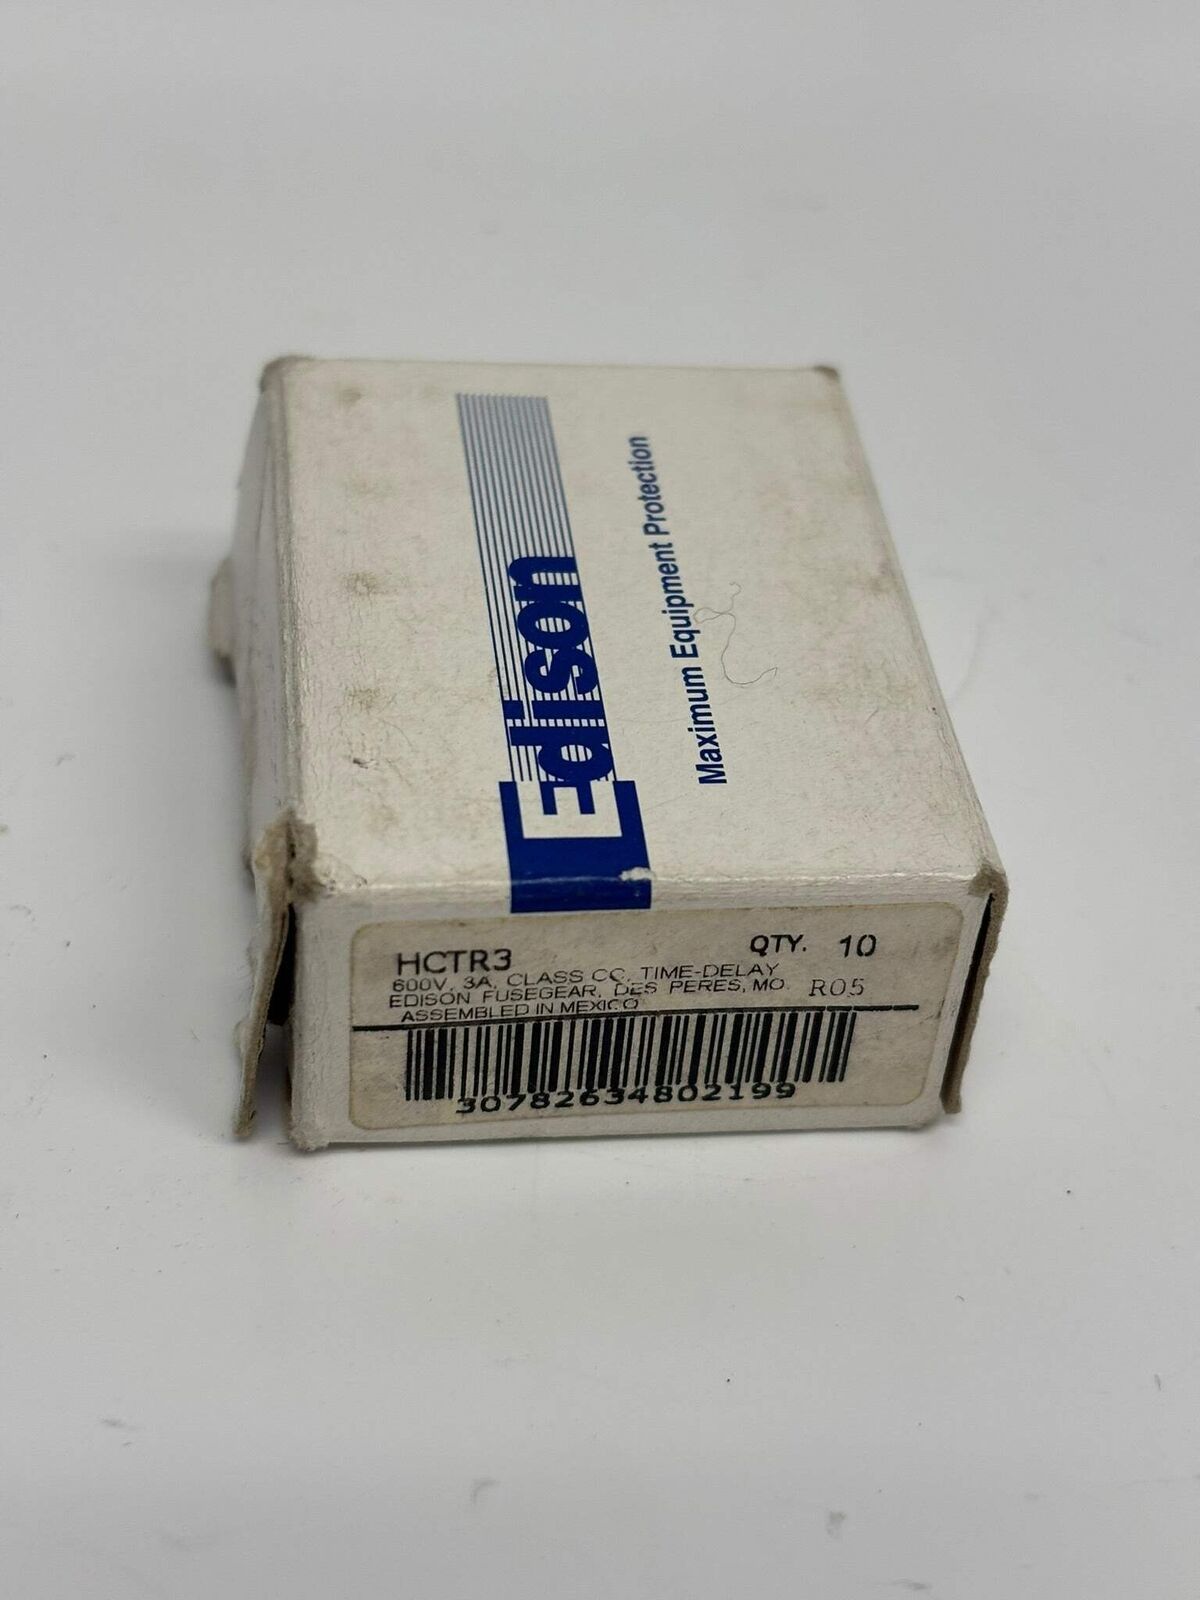 Edison
Maximum Equipment Protection
HCTR3 QTY. 10
600V, 3A, CLASS CC, TIME-DELAY
EDISON FUSEGEAR, DES PERES, MO. R05
ASSEMBLED IN MEXICO
30782634802199